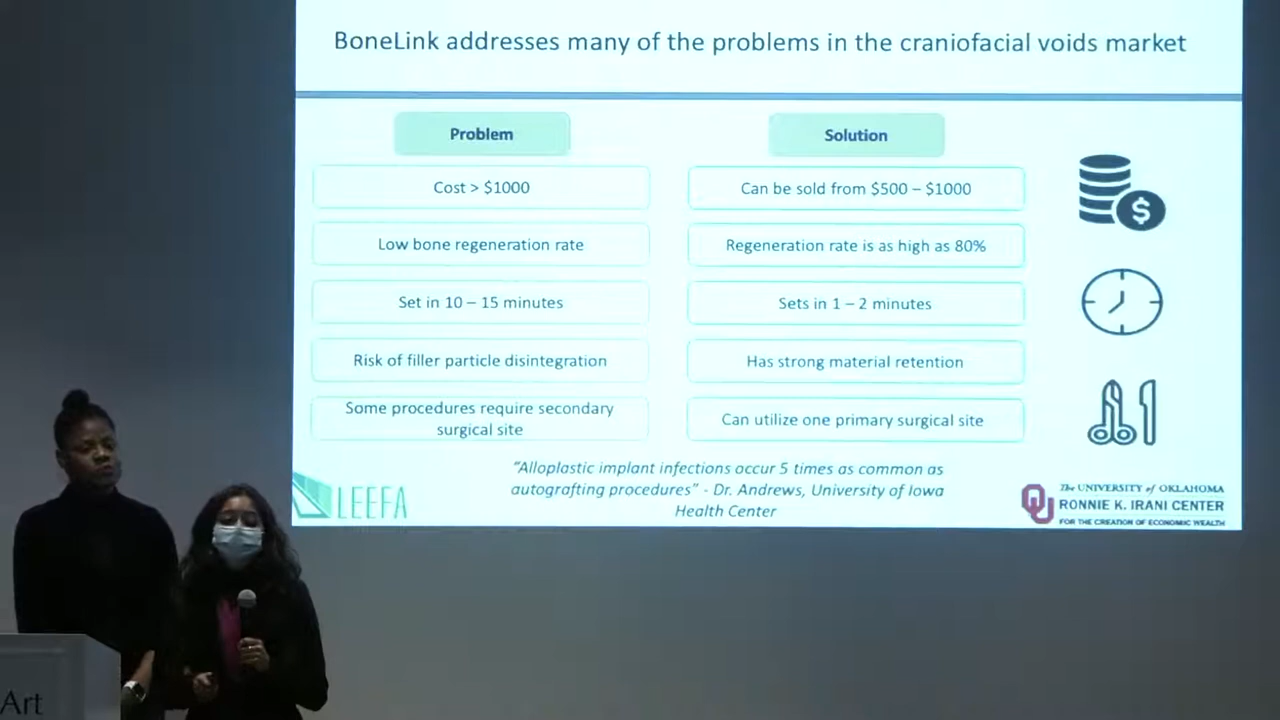 BoneLink addresses many of the problems in the craniofacial voids market
Problem
Solution
Cost > $1000
Can be sold from $500 – $1000
Low bone regeneration rate
Regeneration rate is as high as 80%
Set in 10 – 15 minutes
Sets in 1 – 2 minutes
Risk of filler particle disintegration
Has strong material retention
Some procedures require secondary
surgical site
Can utilize one primary surgical site
$
"Alloplastic implant infections occur 5 times as common as
autografting procedures" - Dr. Andrews, University of Iowa
Health Center
LEEFA
The UNIVERSITY of OKLAHOMA
RONNIE K. IRANI CENTER
FOR THE CREATION OF ECONOMIC WEALTH
Art